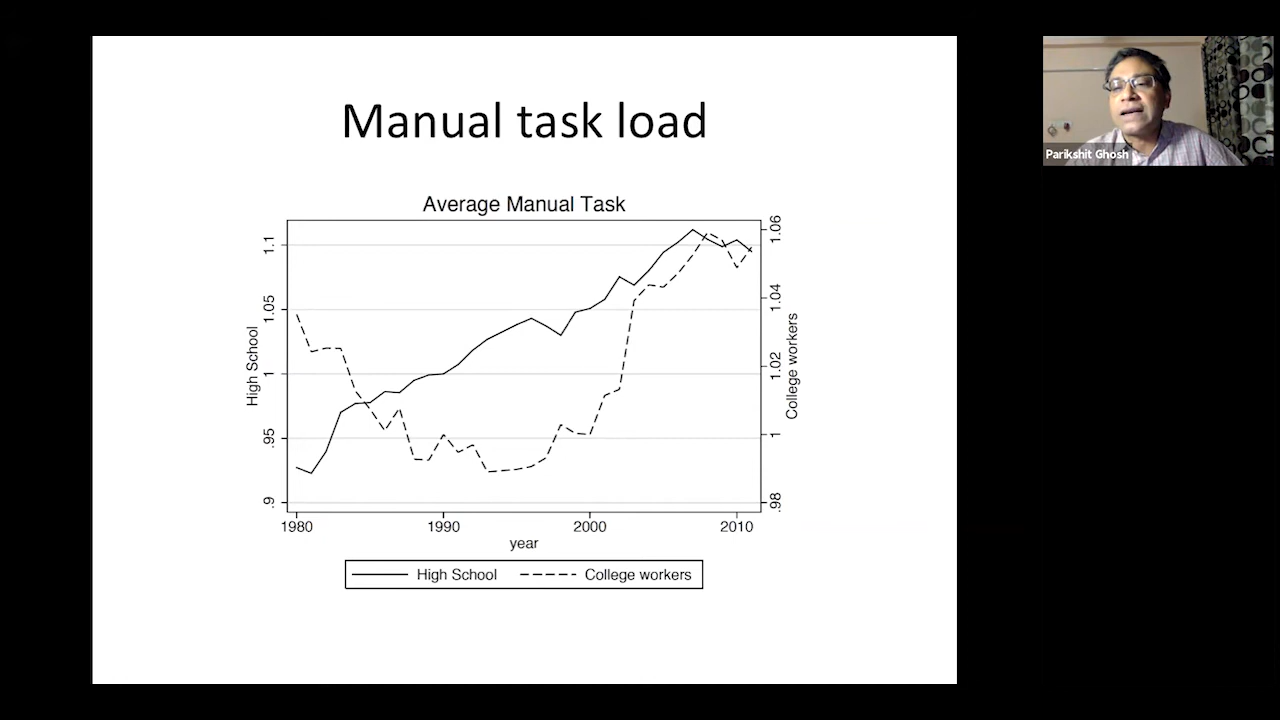 Manual task load
Average Manual Task
High School
1.1
1.05
1
.95
.9
College workers
1.06
1.04
1.02
1
.98
1980 1990 2000 2010
year
High School College workers
Parikshit Ghosh